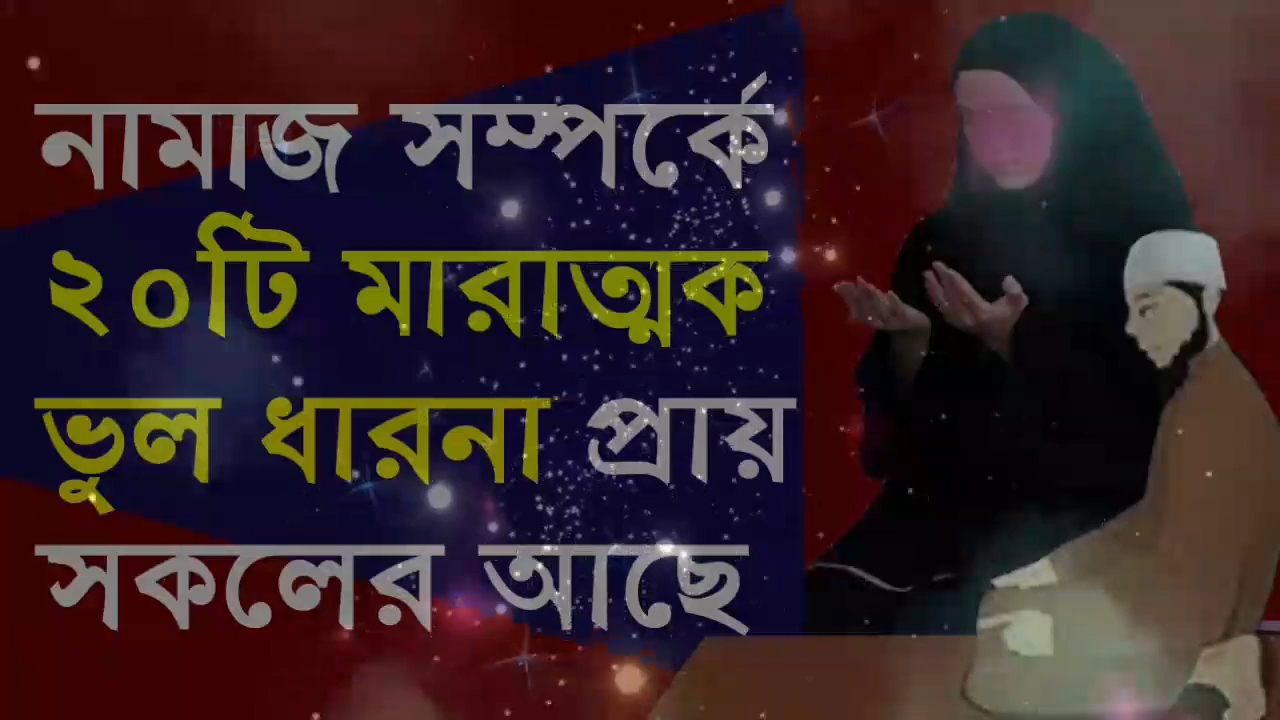 নামাজ সম্পর্কে
২০টি মারাত্মক
ভুল ধারনা প্রায়
সকলের আছে